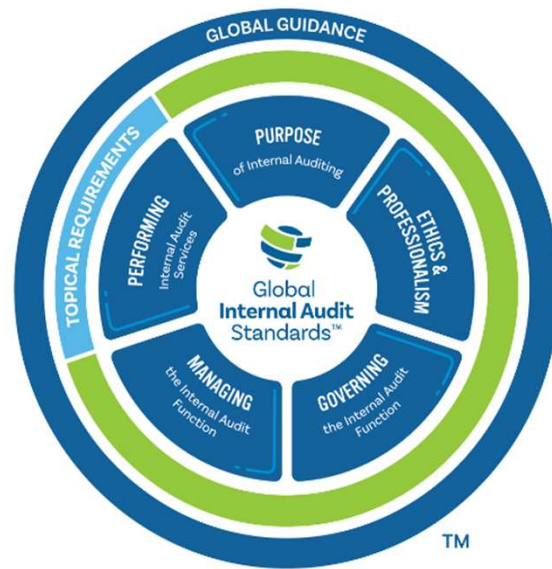 GLOBAL GUIDANCE
TOPICAL REQUIREMENTS
PURPOSE
of Internal Auditing
ETHICS &
PROFESSIONALISM
GOVERNING
the Internal Audit
Function
MANAGING
the Internal Audit
Function
PERFORMING
Internal Audit
Services
Global
Internal Audit
Standards™
TM